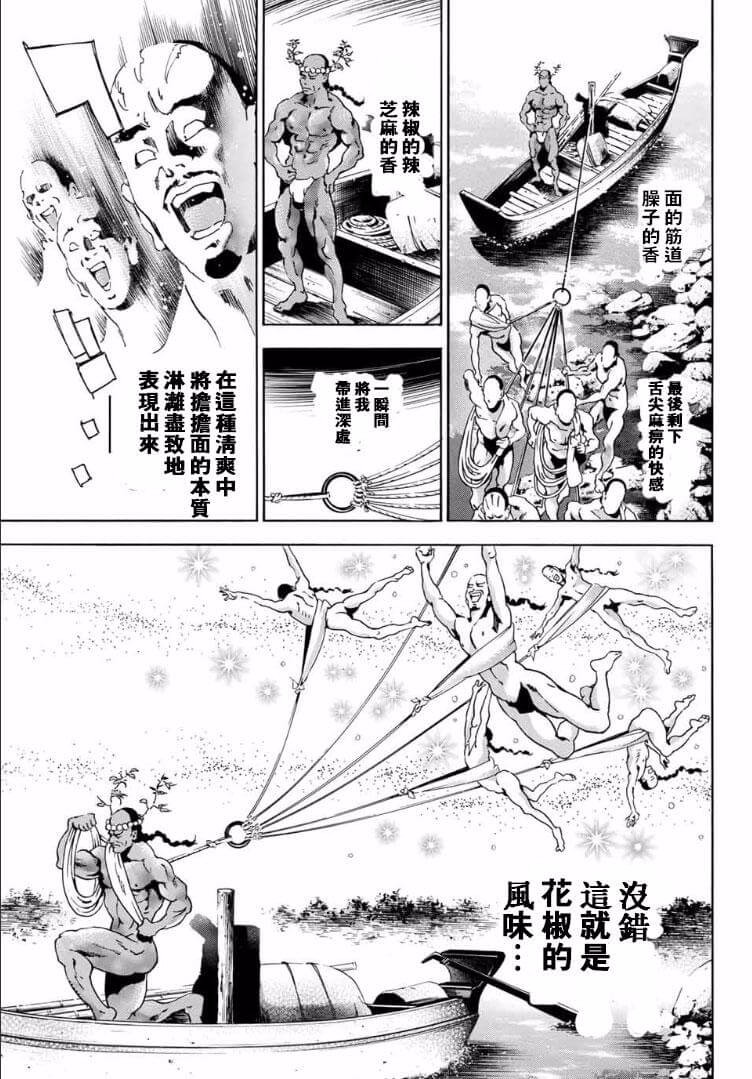 面的筋道
臊子的香
最後剩下
舌尖麻痹的快感
辣椒的辣
芝麻的香
一瞬間
將我
帶進深處
在這種清爽中
將擔擔面的本質
淋灕盡致地
表現出來
沒錯
這就是
花椒的
風味…